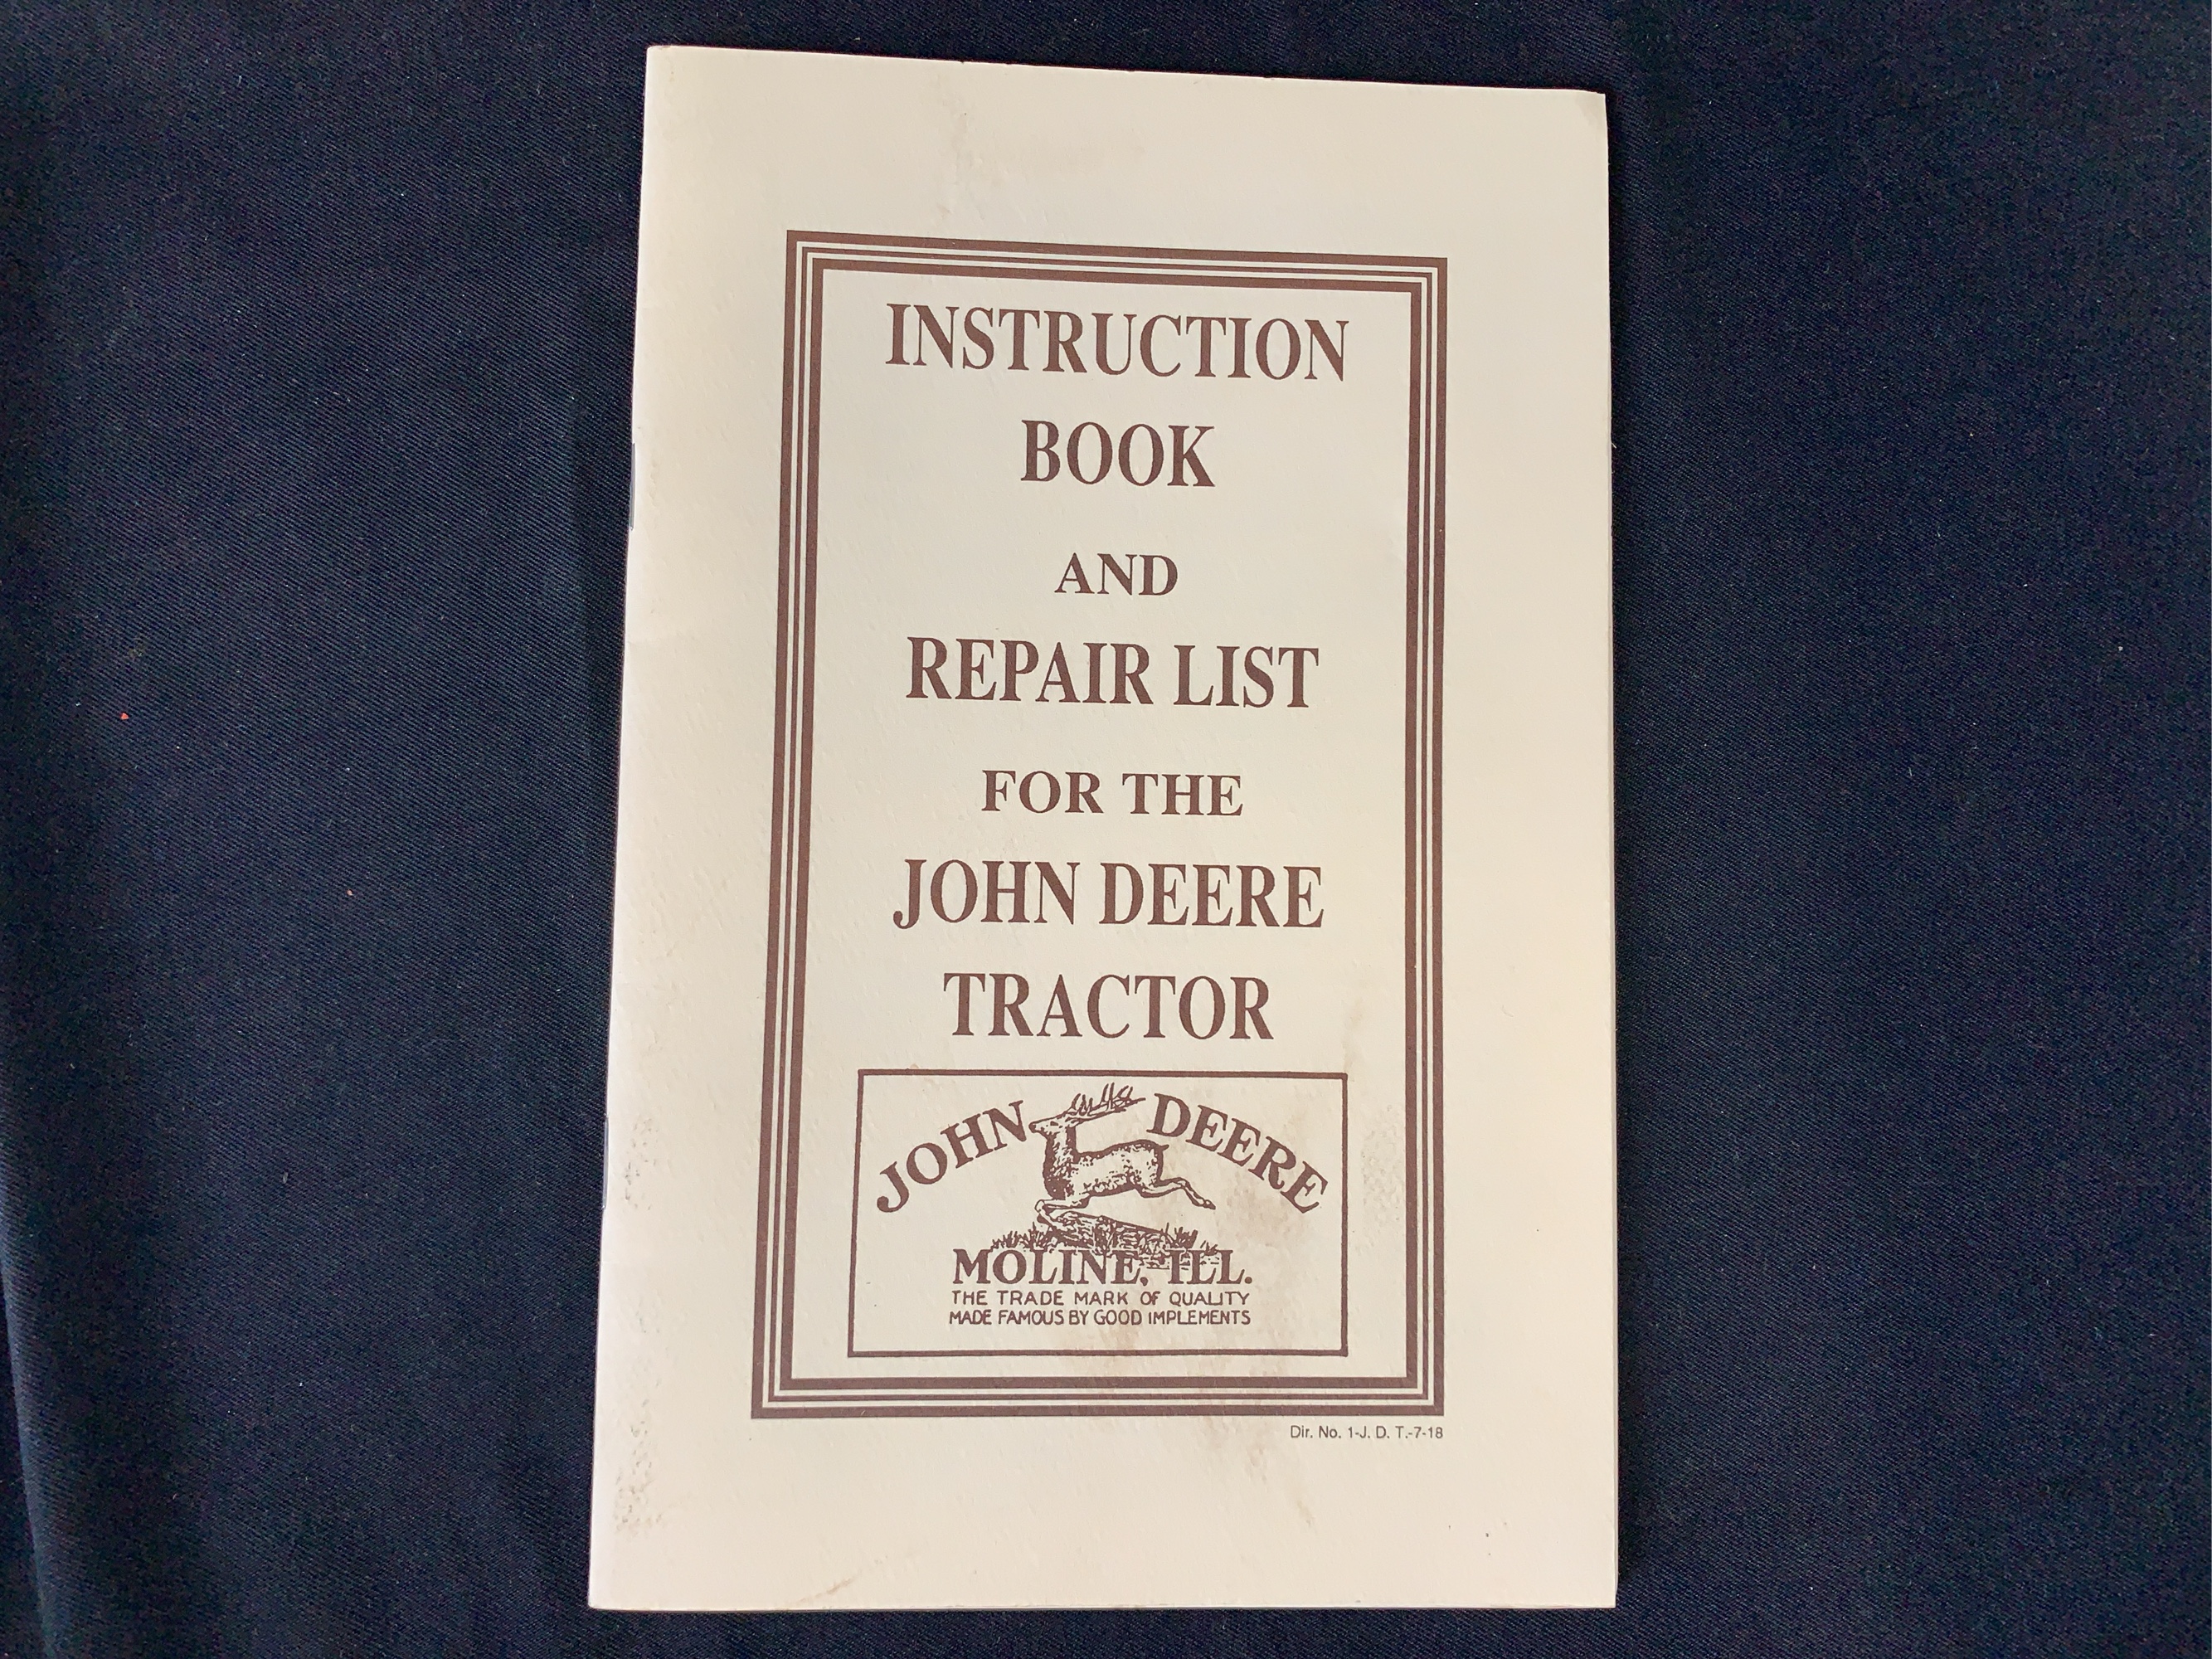 INSTRUCTION
BOOK
AND
REPAIR LIST
FOR THE
JOHN DEERE
TRACTOR
JOHN DEERE
MOLINE, ILL.
THE TRADE MARK OF QUALITY
MADE FAMOUS BY GOOD IMPLEMENTS
Dir. No. 1-J. D. T.-7-18